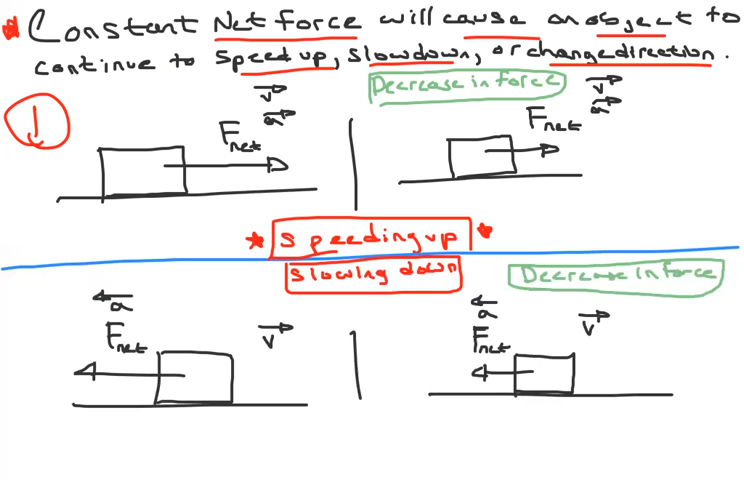 Constant Net force will cause an object to
continue to speed up, slow down, or change direction.
Decrease in force
v
a
Fnet
v
a
Fnet
Speeding up
Slowing down
Decrease in force
a
Fnet
v
a
Fnet
v